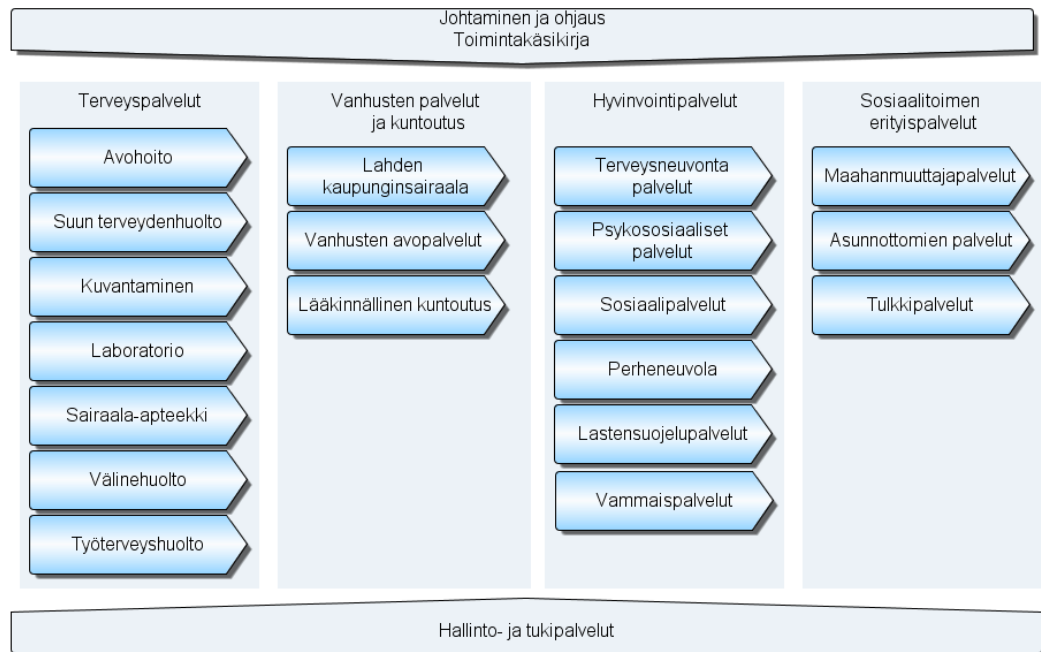 Johtaminen ja ohjaus
Toimintakäsikirja
Terveyspalvelut
Avohoito
Suun terveydenhuolto
Kuvantaminen
Laboratorio
Sairaala-apteekki
Välinehuolto
Työterveyshuolto
Vanhusten palvelut
ja kuntoutus
Lahden
kaupunginsairaala
Vanhusten avopalvelut
Lääkinnällinen kuntoutus
Hyvinvointipalvelut
Terveysneuvonta
palvelut
Psykososiaaliset
palvelut
Sosiaalipalvelut
Perheneuvola
Lastensuojelupalvelut
Vammaispalvelut
Sosiaalitoimen
erityispalvelut
Maahanmuuttajapalvelut
Asunnottomien palvelut
Tulkkipalvelut
Hallinto- ja tukipalvelut